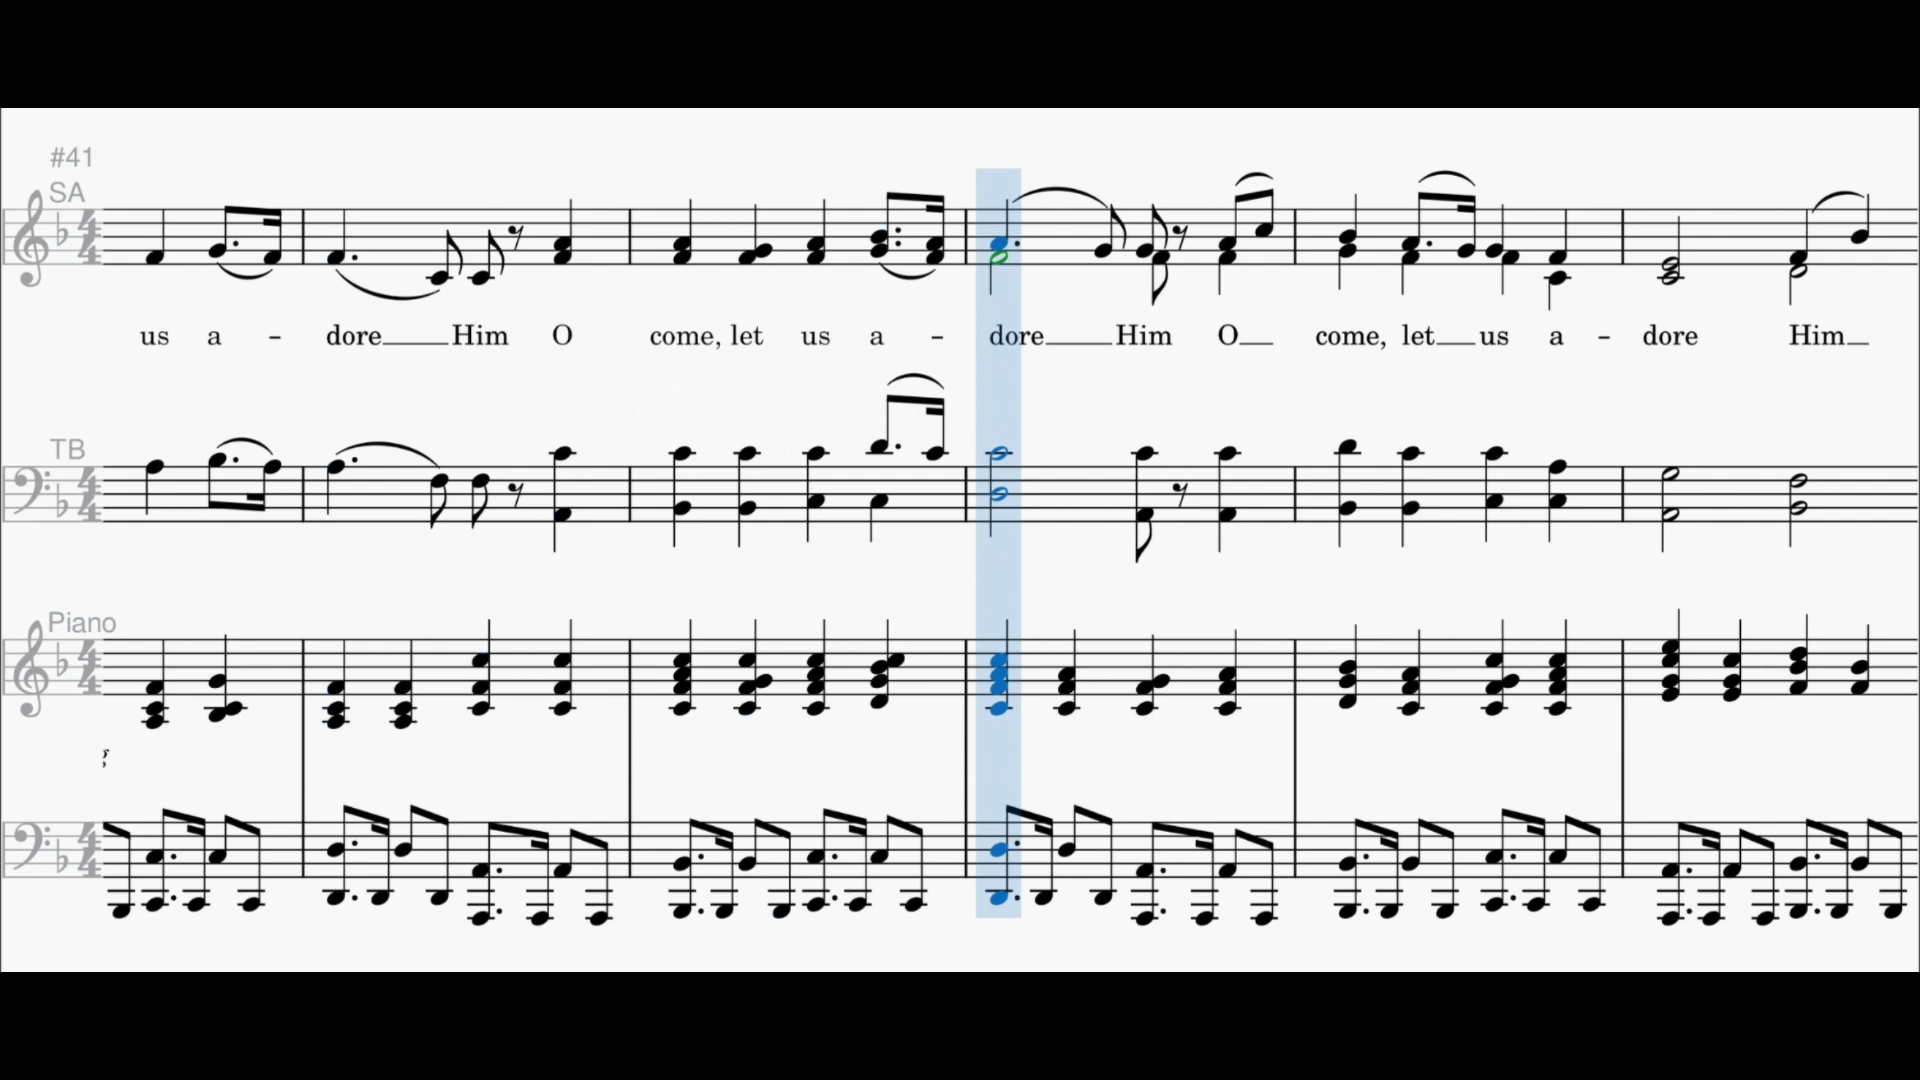 #41
SA
us a - dore Him O come, let us a - dore Him O come, let us a - dore Him
TB
Piano